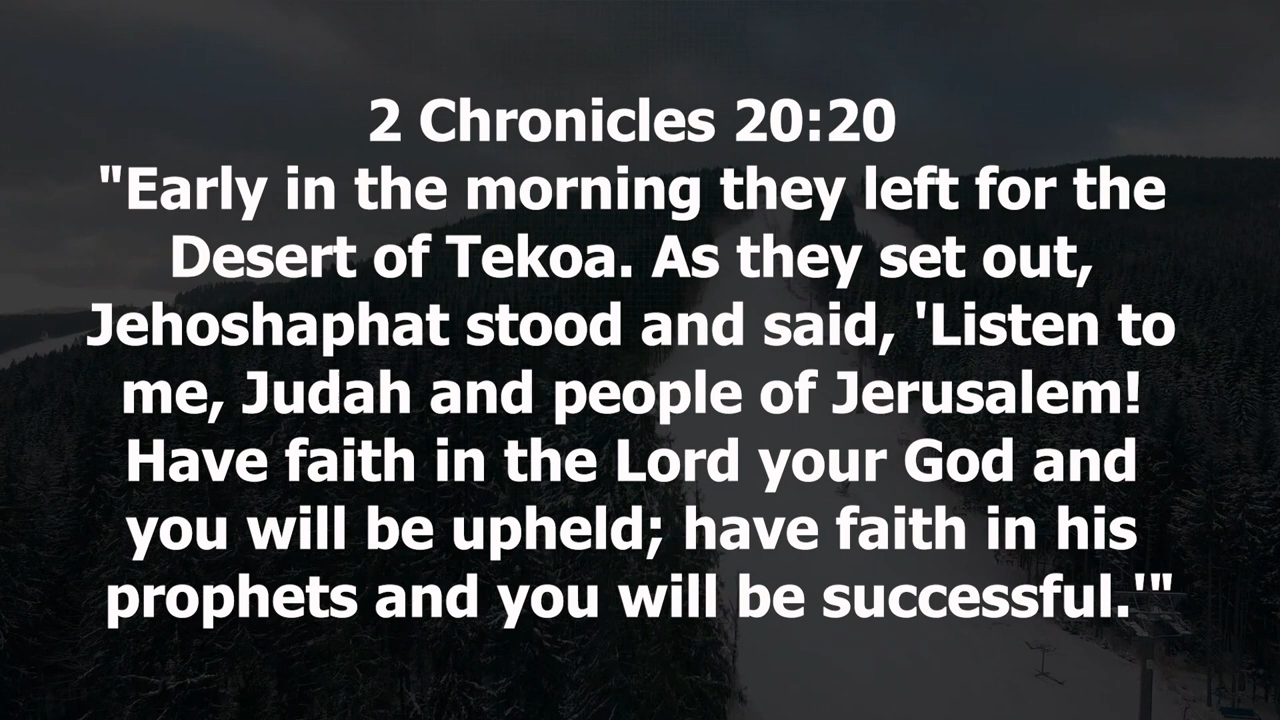 2 Chronicles 20:20
"Early in the morning they left for the
Desert of Tekoa. As they set out,
Jehoshaphat stood and said, 'Listen to
me, Judah and people of Jerusalem!
Have faith in the Lord your God and
you will be upheld; have faith in his
prophets and you will be successful.'"